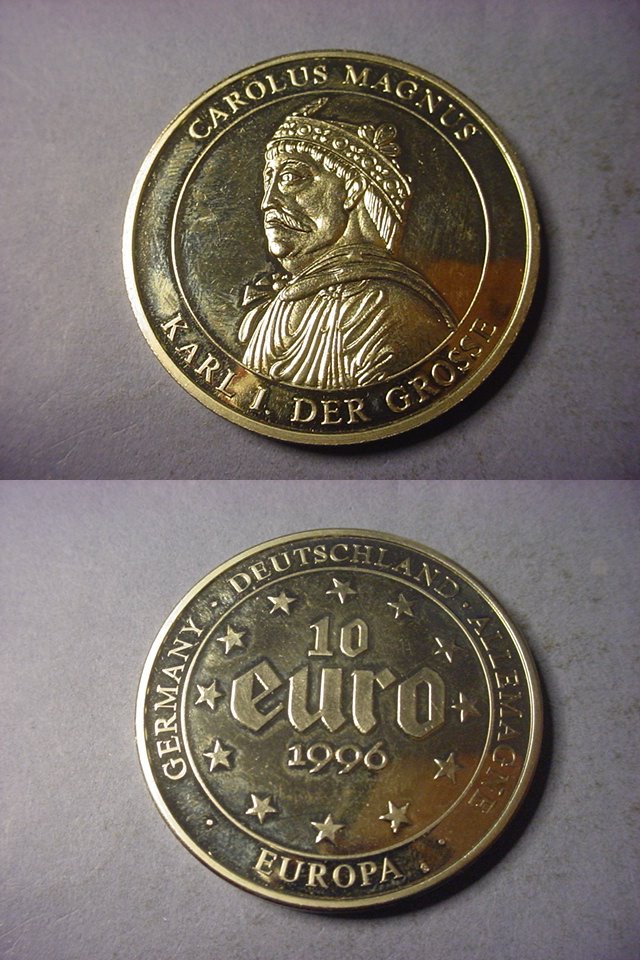 CAROLUS MAGNUS
KARL I. DER GROSSE
GERMANY · DEUTSCHLAND · ALLEMAGNE
10
euro
1996
· EUROPA ·